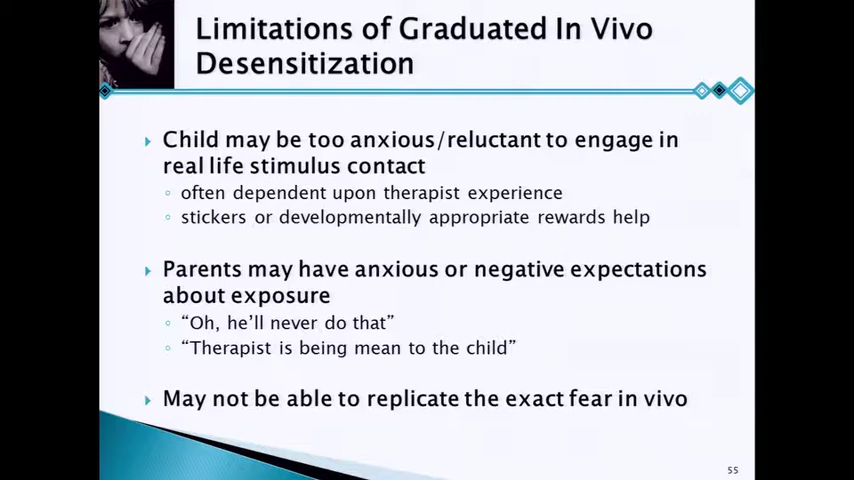 Limitations of Graduated In Vivo
Desensitization
Child may be too anxious/reluctant to engage in
real life stimulus contact
often dependent upon therapist experience
stickers or developmentally appropriate rewards help
Parents may have anxious or negative expectations
about exposure
“Oh, he’ll never do that”
“Therapist is being mean to the child”
May not be able to replicate the exact fear in vivo
55